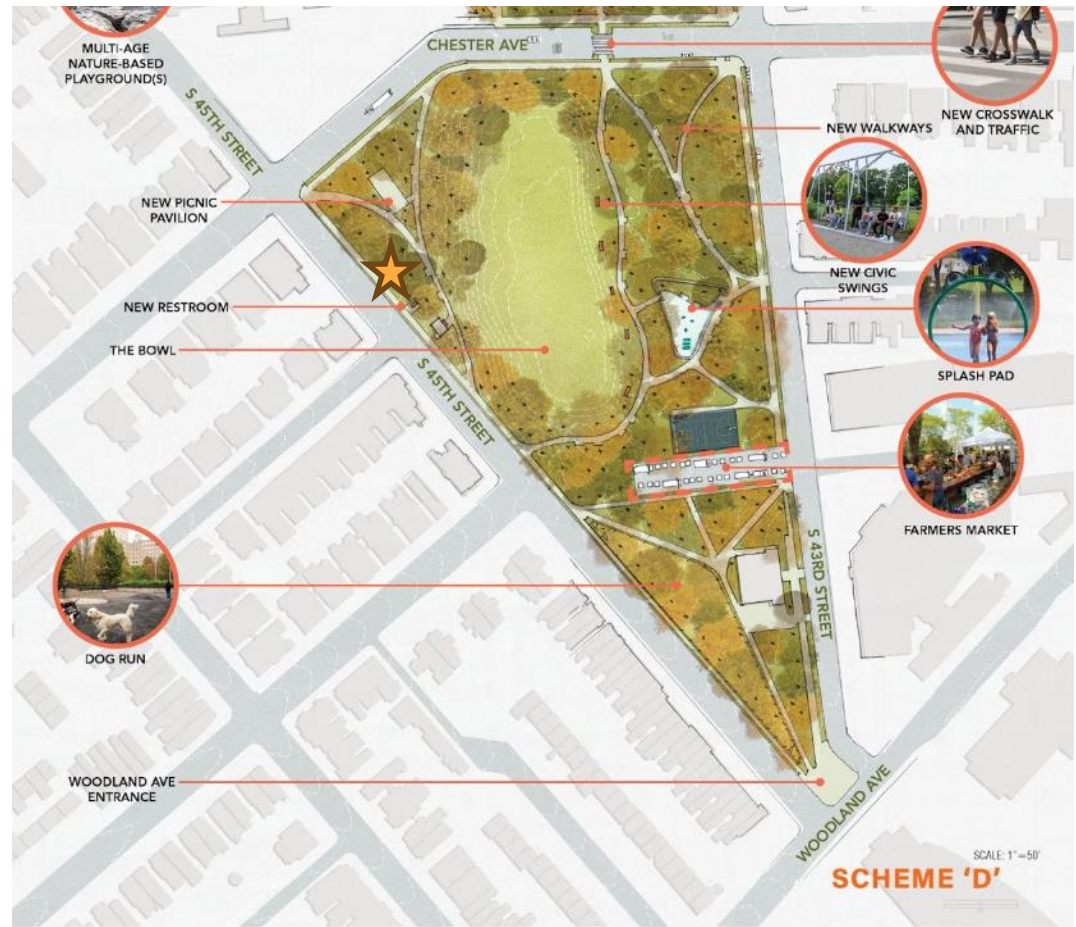 MULTI-AGE
NATURE-BASED
PLAYGROUND(S)
CHESTER AVE
NEW CROSSWALK
AND TRAFFIC
S 45TH STREET
NEW WALKWAYS
NEW PICNIC
PAVILION
NEW CIVIC
SWINGS
NEW RESTROOM
THE BOWL
S 45TH STREET
SPLASH PAD
FARMERS MARKET
S 43RD STREET
DOG RUN
WOODLAND AVE
ENTRANCE
WOODLAND AVE
SCALE: 1"=50'
SCHEME 'D'